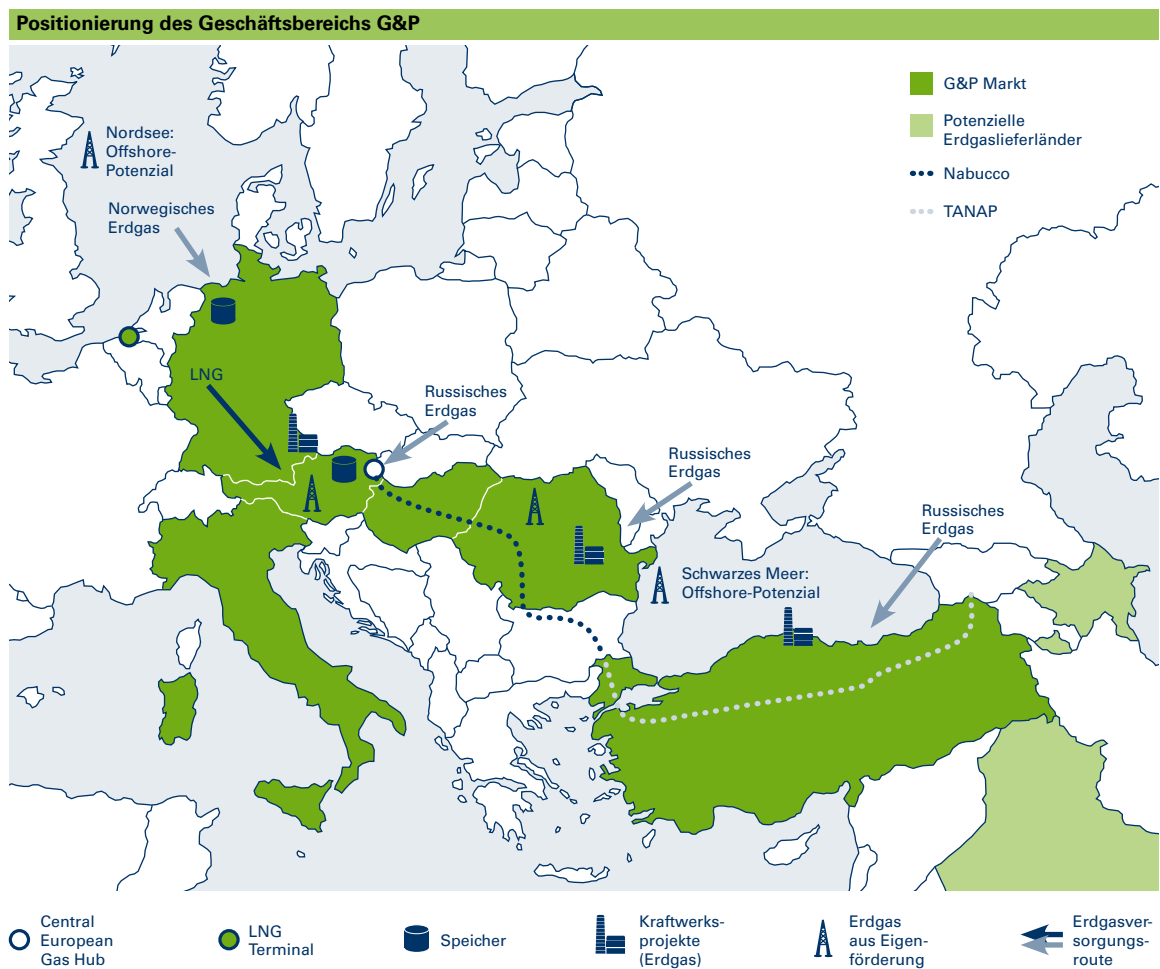 Positionierung des Geschäftsbereichs G&P
G&P Markt
Potenzielle
Erdgaslieferländer
Nabucco
TANAP
Nordsee:
Offshore-
Potenzial
Norwegisches
Erdgas
LNG
Russisches
Erdgas
Russisches
Erdgas
Russisches
Erdgas
Schwarzes Meer:
Offshore-Potenzial
Central
European
Gas Hub
LNG
Terminal
Speicher
Kraftwerks-
projekte
(Erdgas)
Erdgas
aus Eigen-
förderung
Erdgasver-
sorgungs-
route